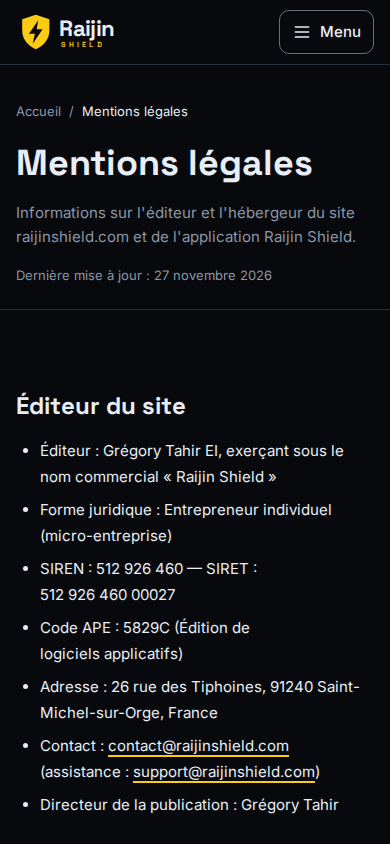 Raijin
SHIELD
Menu
Accueil / Mentions légales
Mentions légales
Informations sur l'éditeur et l'hébergeur du site
raijinshield.com et de l'application Raijin Shield.
Dernière mise à jour : 27 novembre 2026
Éditeur du site
• Éditeur : Grégory Tahir EI, exerçant sous le
nom commercial « Raijin Shield »
• Forme juridique : Entrepreneur individuel
(micro-entreprise)
• SIREN : 512 926 460 — SIRET :
512 926 460 00027
• Code APE : 5829C (Édition de
logiciels applicatifs)
• Adresse : 26 rue des Tiphoines, 91240 Saint-
Michel-sur-Orge, France
• Contact : contact@raijinshield.com
(assistance : support@raijinshield.com)
• Directeur de la publication : Grégory Tahir